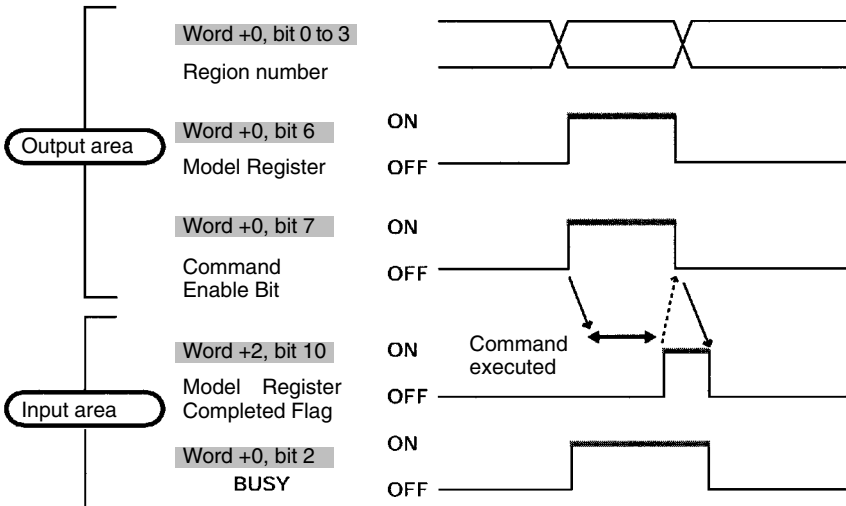 Word +0, bit 0 to 3
Region number
Output area
Word +0, bit 6
Model Register
ON
OFF
Word +0, bit 7
Command
Enable Bit
ON
OFF
Input area
Word +2, bit 10
Model Register
Completed Flag
ON
OFF
Command
executed
Word +0, bit 2
BUSY
ON
OFF